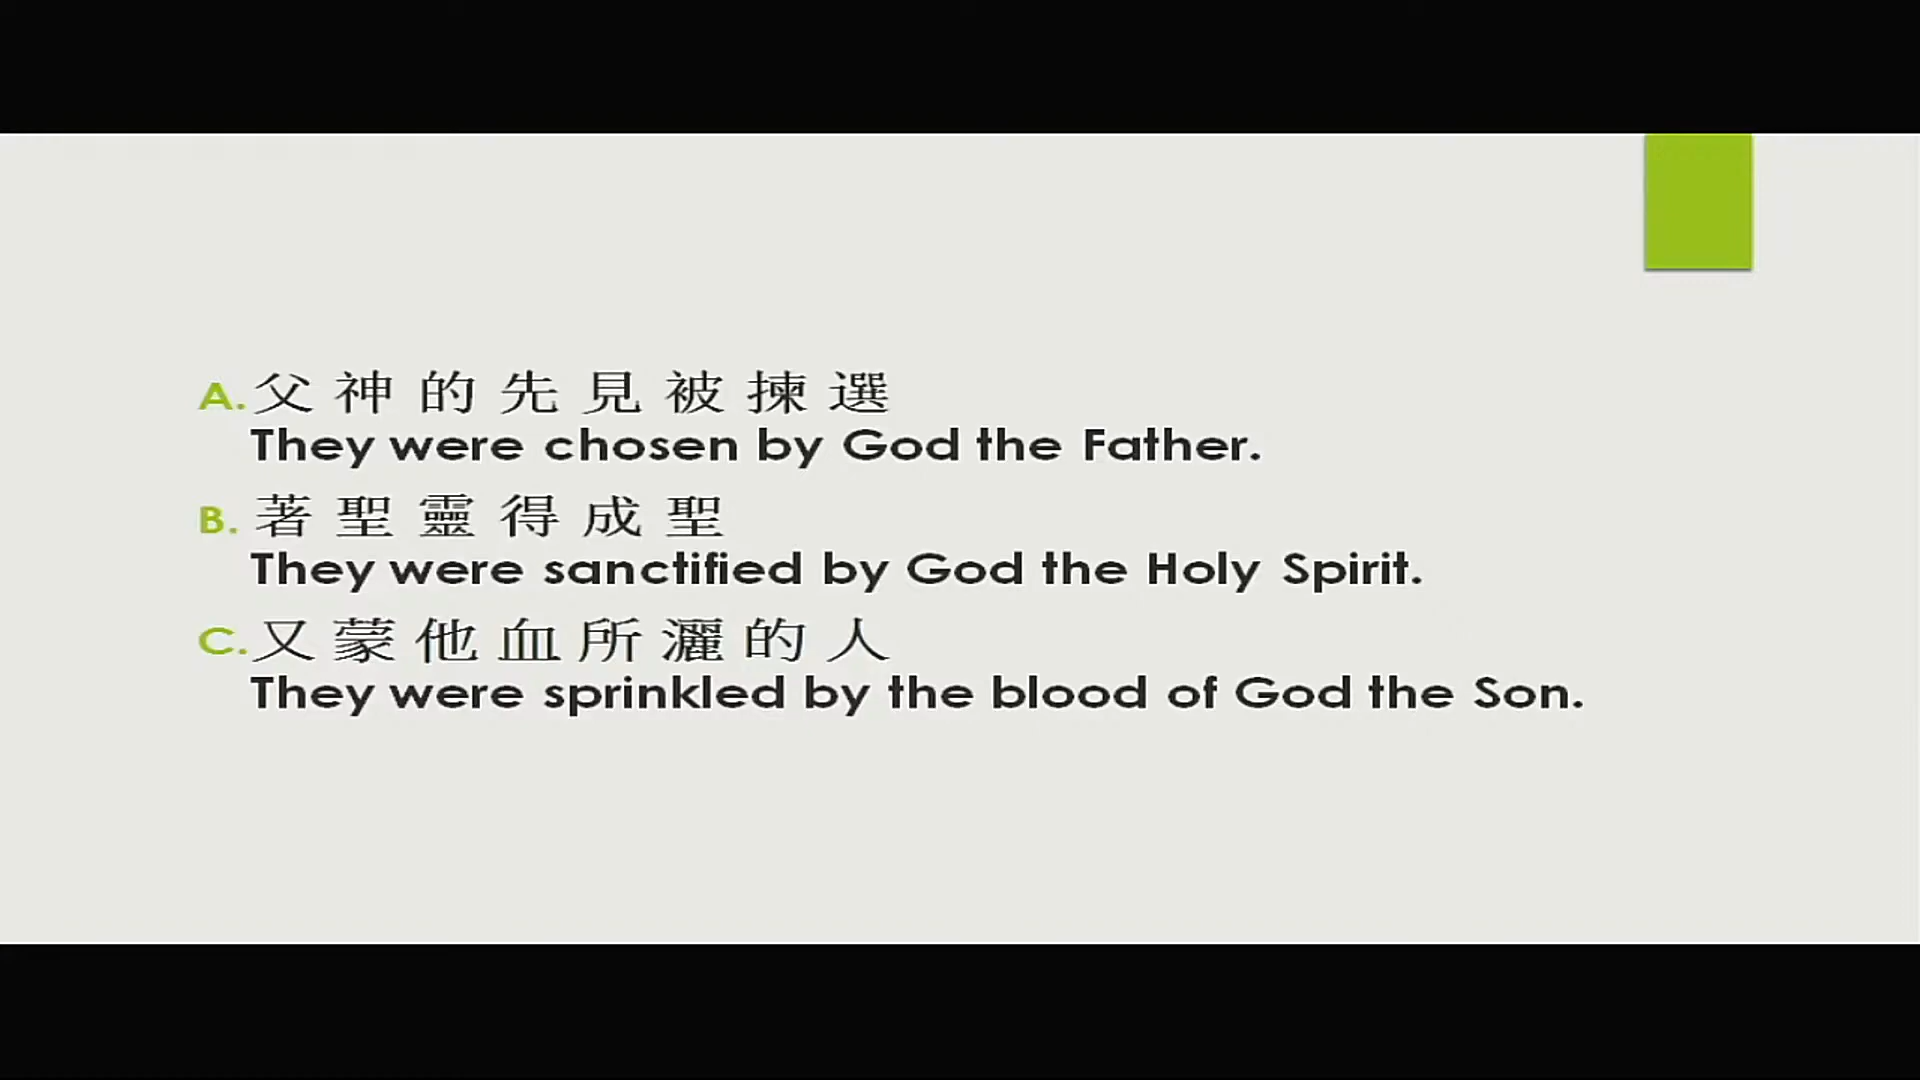 A. 父 神 的 先 見 被 揀 選
They were chosen by God the Father.
B. 著 聖 靈 得 成 聖
They were sanctified by God the Holy Spirit.
C. 又 蒙 他 血 所 灑 的 人
They were sprinkled by the blood of God the Son.